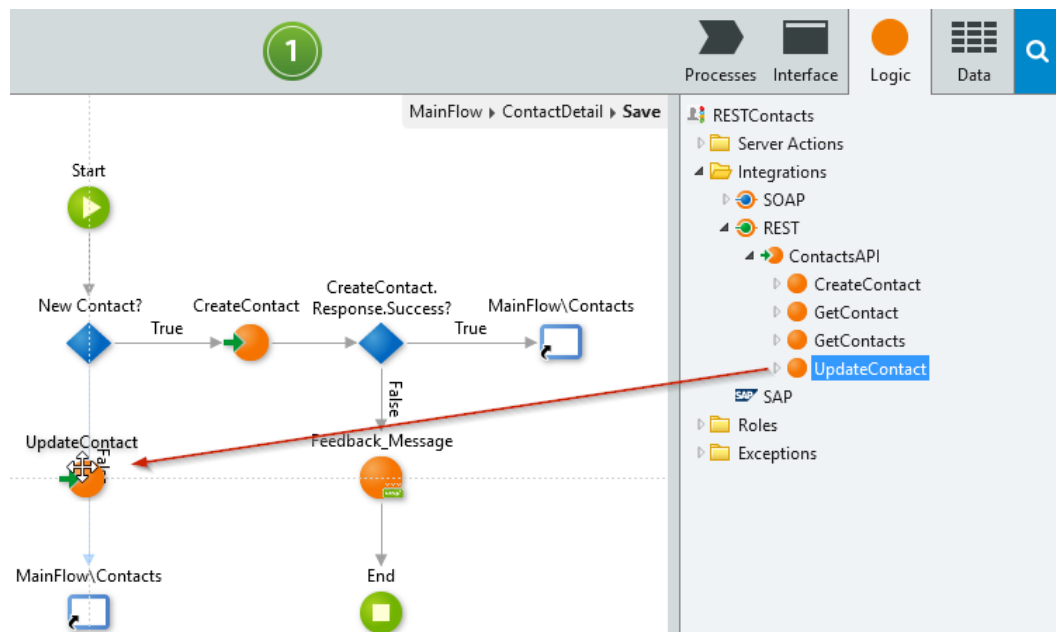 1
Processes
Interface
Logic
Data
MainFlow ContactDetail Save
RESTContacts
Server Actions
Integrations
SOAP
REST
ContactsAPI
CreateContact
GetContact
GetContacts
UpdateContact
SAP SAP
Roles
Exceptions
Start
New Contact?
True
CreateContact
CreateContact.
Response.Success?
True
MainFlow\Contacts
False
UpdateContact
False
Feedback_Message
MainFlow\Contacts
End